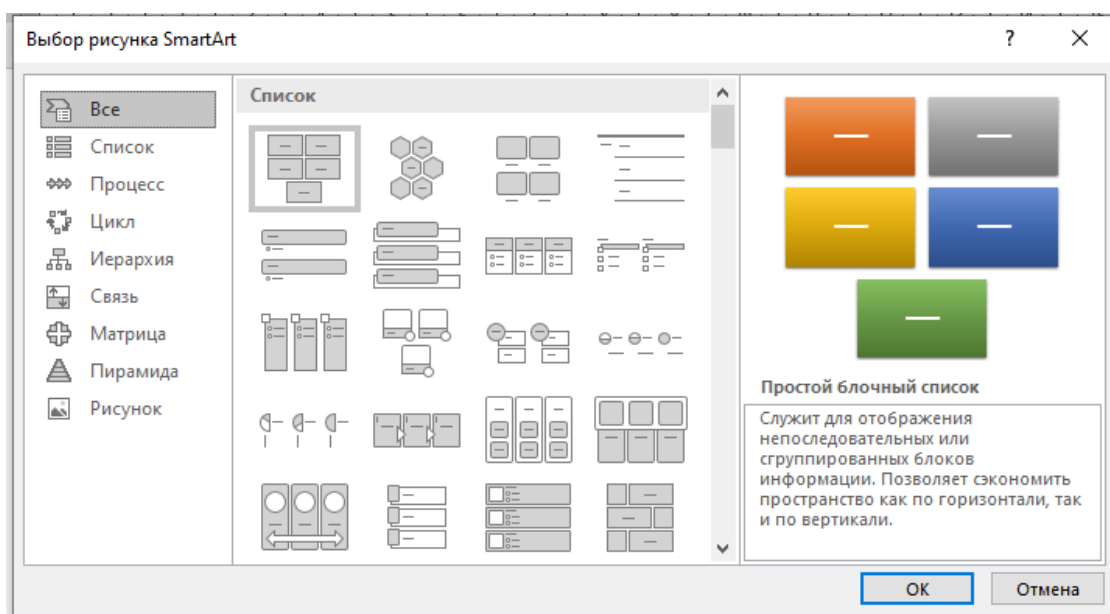 Выбор рисунка SmartArt
?
Все
Список
Процесс
Цикл
Иерархия
Связь
Матрица
Пирамида
Рисунок
Список
Простой блочный список
Служит для отображения
непоследовательных или
сгруппированных блоков
информации. Позволяет сэкономить
пространство как по горизонтали, так
и по вертикали.
ОК
Отмена